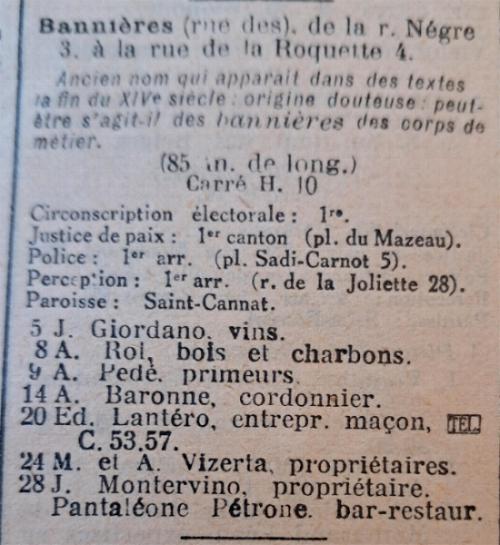 Bannières (rue des), de la r. Négre
3, à la rue de la Roquette 4.
Ancien nom qui apparait dans des textes
la fin du XIVe siècle : origine douteuse : peut-
être s'agit-il des bannières des corps de
métier.
(85 m. de long.)
Carré H. 10
Circonscription électorale : 1re.
Justice de paix : 1er canton (pl. du Mazeau).
Police : 1er arr. (pl. Sadi-Carnot 5).
Perception : 1er arr. (r. de la Joliette 28).
Paroisse : Saint-Cannat.
5 J. Giordano, vins.
8 A. Roi, bois et charbons.
9 A. Pedè, primeurs.
14 A. Baronne, cordonnier.
20 Ed. Lantéro, entrepr. maçon, TEL.
C. 53,57.
24 M. et A. Vizerta, propriétaires.
28 J. Montervino, propriétaire.
Pantaléone Pétrone, bar-restaur.